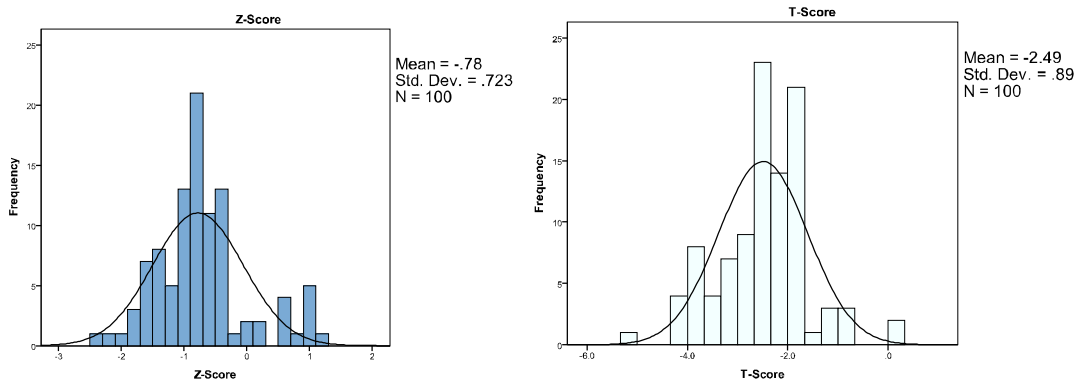 Z-Score
Mean = -.78
Std. Dev. = .723
N = 100
25
20
15
10
5
0
Frequency
-3 -2 -1 0 1 2
Z-Score
T-Score
Mean = -2.49
Std. Dev. = .89
N = 100
25
20
15
10
5
0
Frequency
-6.0 -4.0 -2.0 .0
T-Score